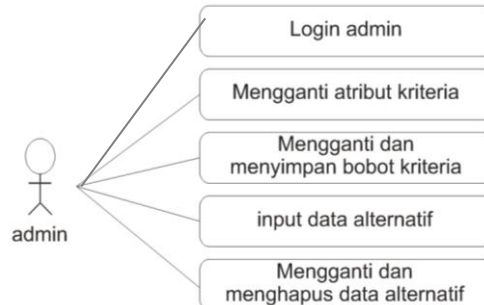 Login admin
Mengganti atribut kriteria
Mengganti dan
menyimpan bobot kriteria
admin
input data alternatif
Mengganti dan
menghapus data alternatif